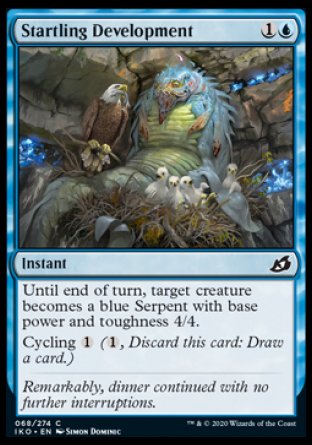 Startling Development 1
Instant
Until end of turn, target creature
becomes a blue Serpent with base
power and toughness 4/4.
Cycling 1 (1, Discard this card: Draw
a card.)
Remarkably, dinner continued with no
further interruptions.
068/274 C
IKO • EN Simon Dominic
™ & © 2020 Wizards of the Coast